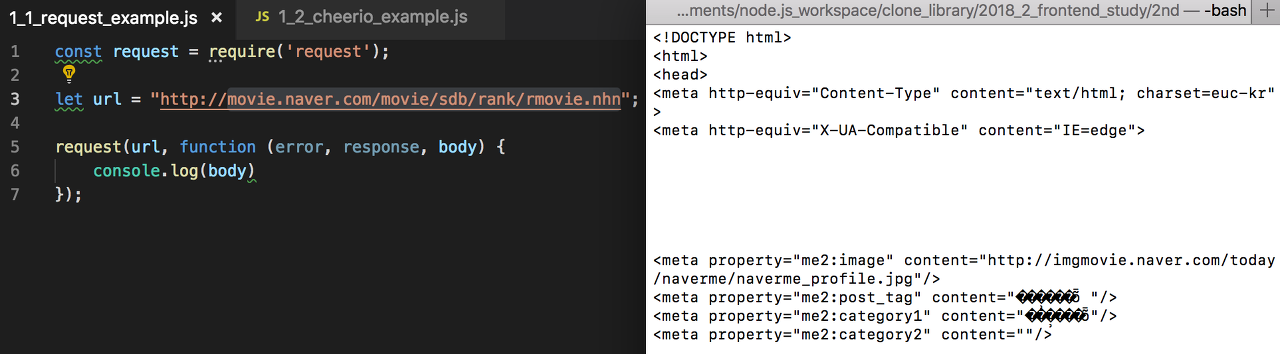 1_1_request_example.js ×
JS 1_2_cheerio_example.js
1 const request = require('request');
2
3 let url = "http://movie.naver.com/movie/sdb/rank/rmovie.nhn";
4
5 request(url, function (error, response, body) {
6 console.log(body)
7 });
...ments/node.js_workspace/clone_library/2018_2_frontend_study/2nd — -bash
<!DOCTYPE html>
<html>
<head>
<meta http-equiv="Content-Type" content="text/html; charset=euc-kr"
>
<meta http-equiv="X-UA-Compatible" content="IE=edge">
<meta property="me2:image" content="http://imgmovie.naver.com/today
/naverme/naverme_profile.jpg"/>
<meta property="me2:post_tag" content=" "/>
<meta property="me2:category1" content=""/>
<meta property="me2:category2" content=""/>